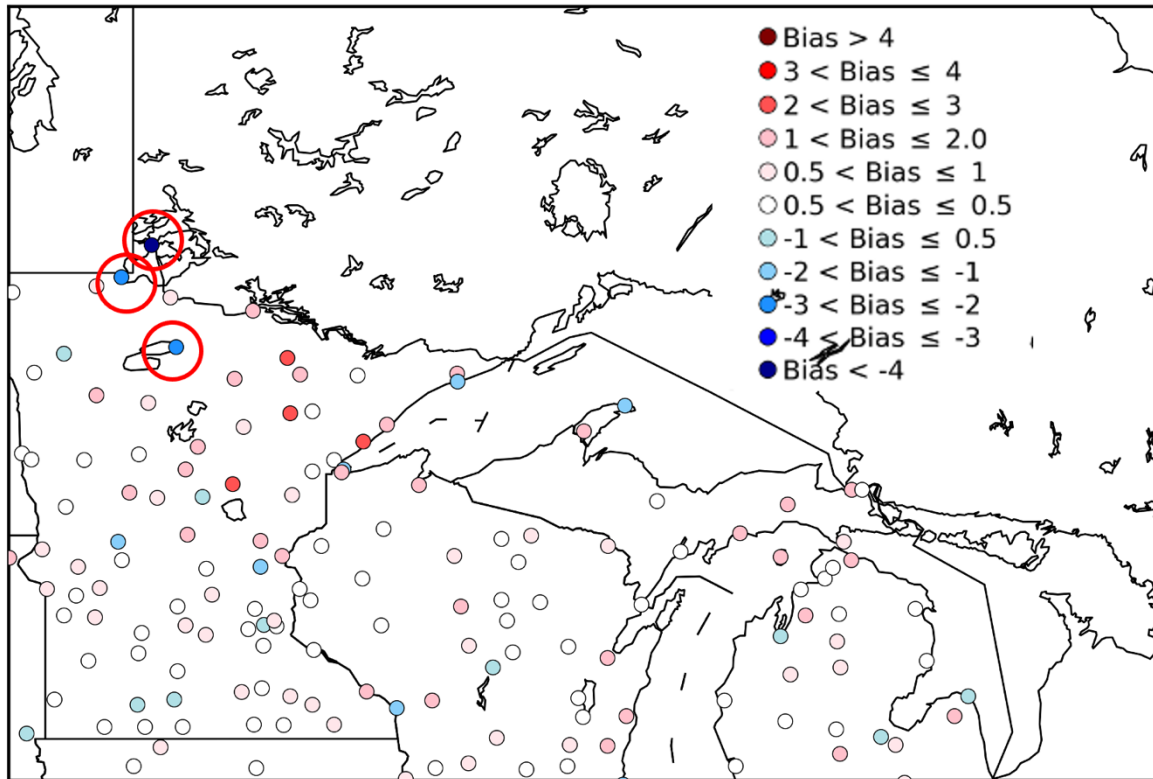 Bias > 4
3 < Bias ≤ 4
2 < Bias ≤ 3
1 < Bias ≤ 2.0
0.5 < Bias ≤ 1
0.5 < Bias ≤ 0.5
-1 < Bias ≤ 0.5
-2 < Bias ≤ -1
-3 < Bias ≤ -2
-4 < Bias ≤ -3
Bias < -4